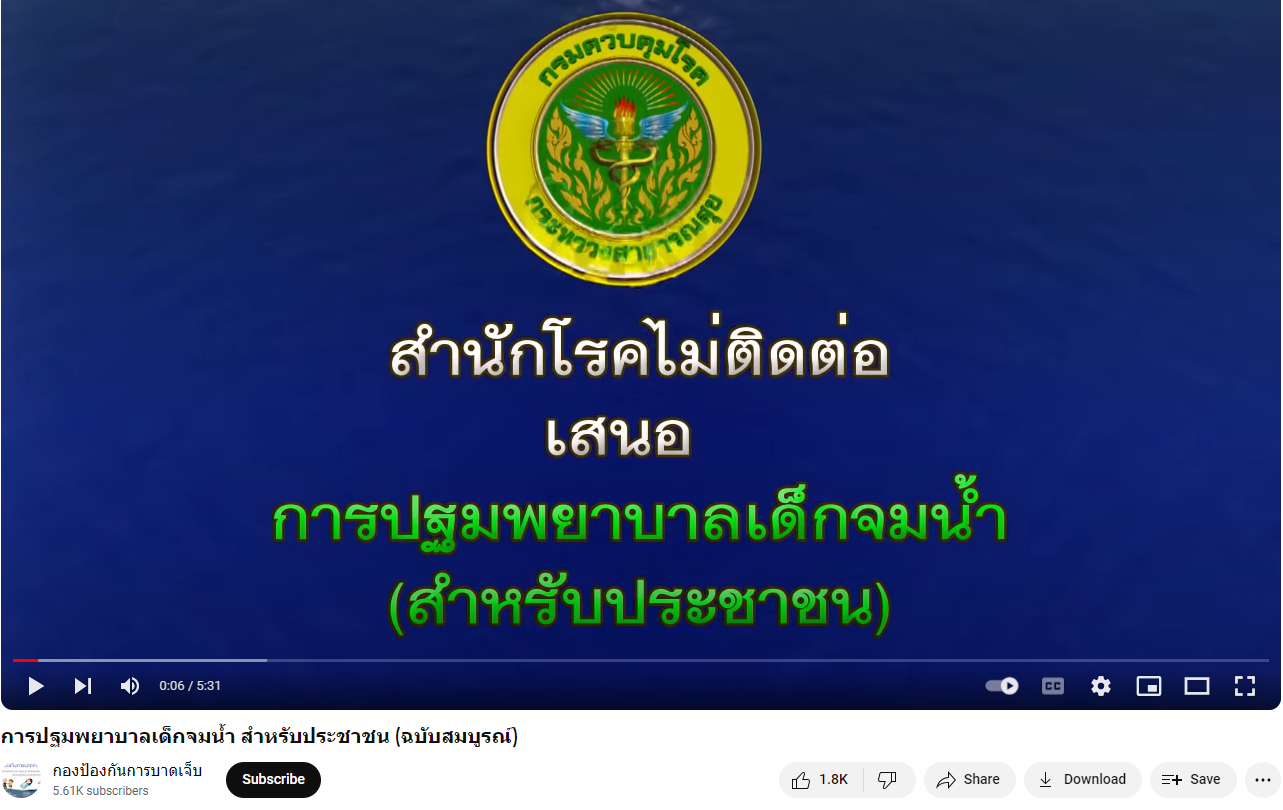 กรมควบคุมโรค
กระทรวงสาธารณสุข
สำนักโรคไม่ติดต่อ
เสนอ
การปฐมพยาบาลเด็กจมน้ำ
(สำหรับประชาชน)
0:06 / 5:31
CC
การปฐมพยาบาลเด็กจมน้ำ สำหรับประชาชน (ฉบับสมบูรณ์)
กองป้องกันการบาดเจ็บ
5.61K subscribers
Subscribe
1.8K
Share
Download
Save